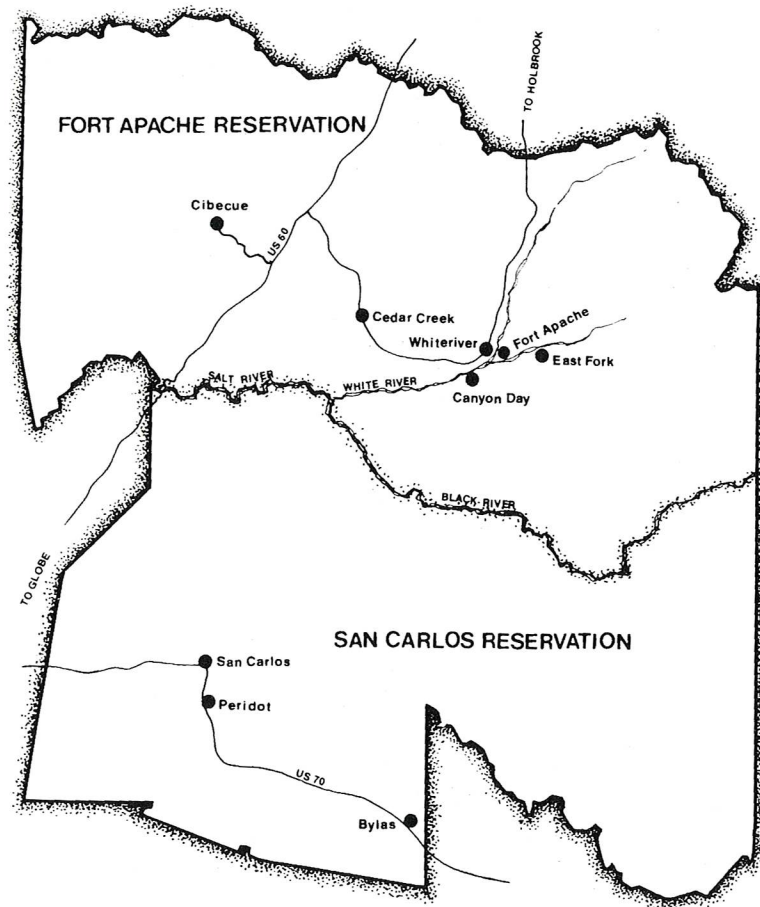 TO HOLBROOK
FORT APACHE RESERVATION
Cibecue
US 60
Cedar Creek
Whiteriver
Fort Apache
East Fork
SALT RIVER
WHITE RIVER
Canyon Day
BLACK RIVER
TO GLOBE
SAN CARLOS RESERVATION
San Carlos
Peridot
US 70
Bylas